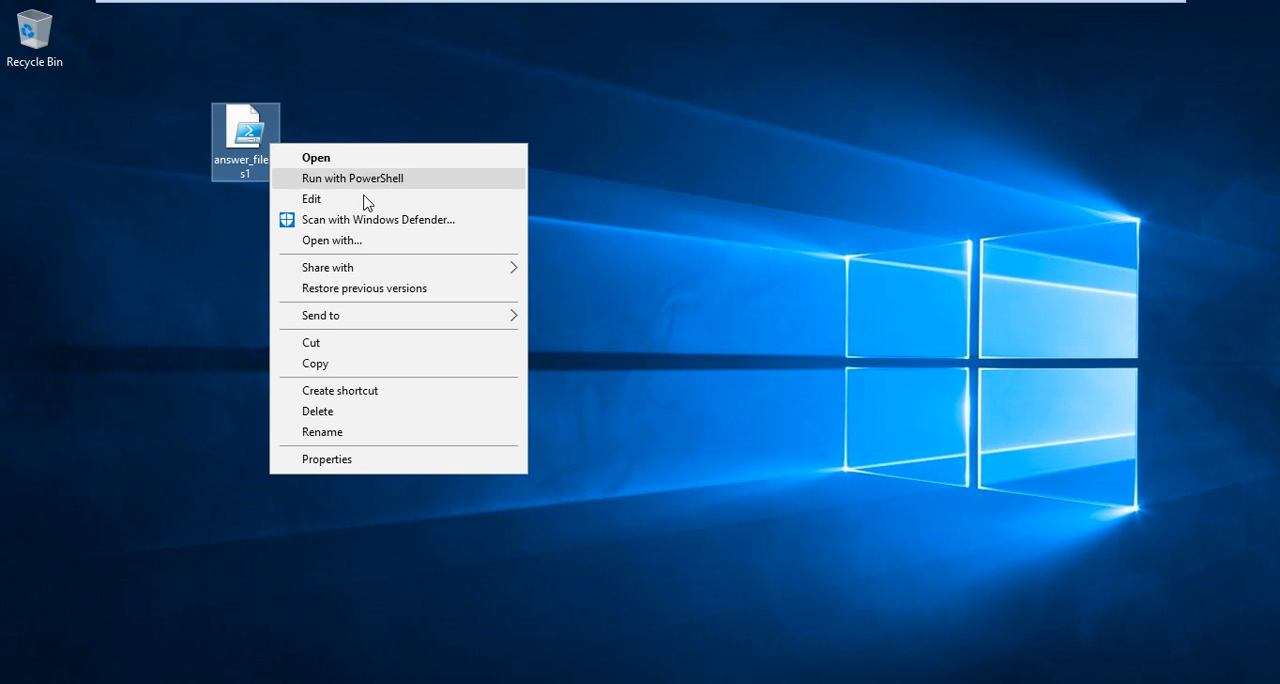 Recycle Bin
answer_file
s1
Open
Run with PowerShell
Edit
Scan with Windows Defender...
Open with...
Share with
Restore previous versions
Send to
Cut
Copy
Create shortcut
Delete
Rename
Properties